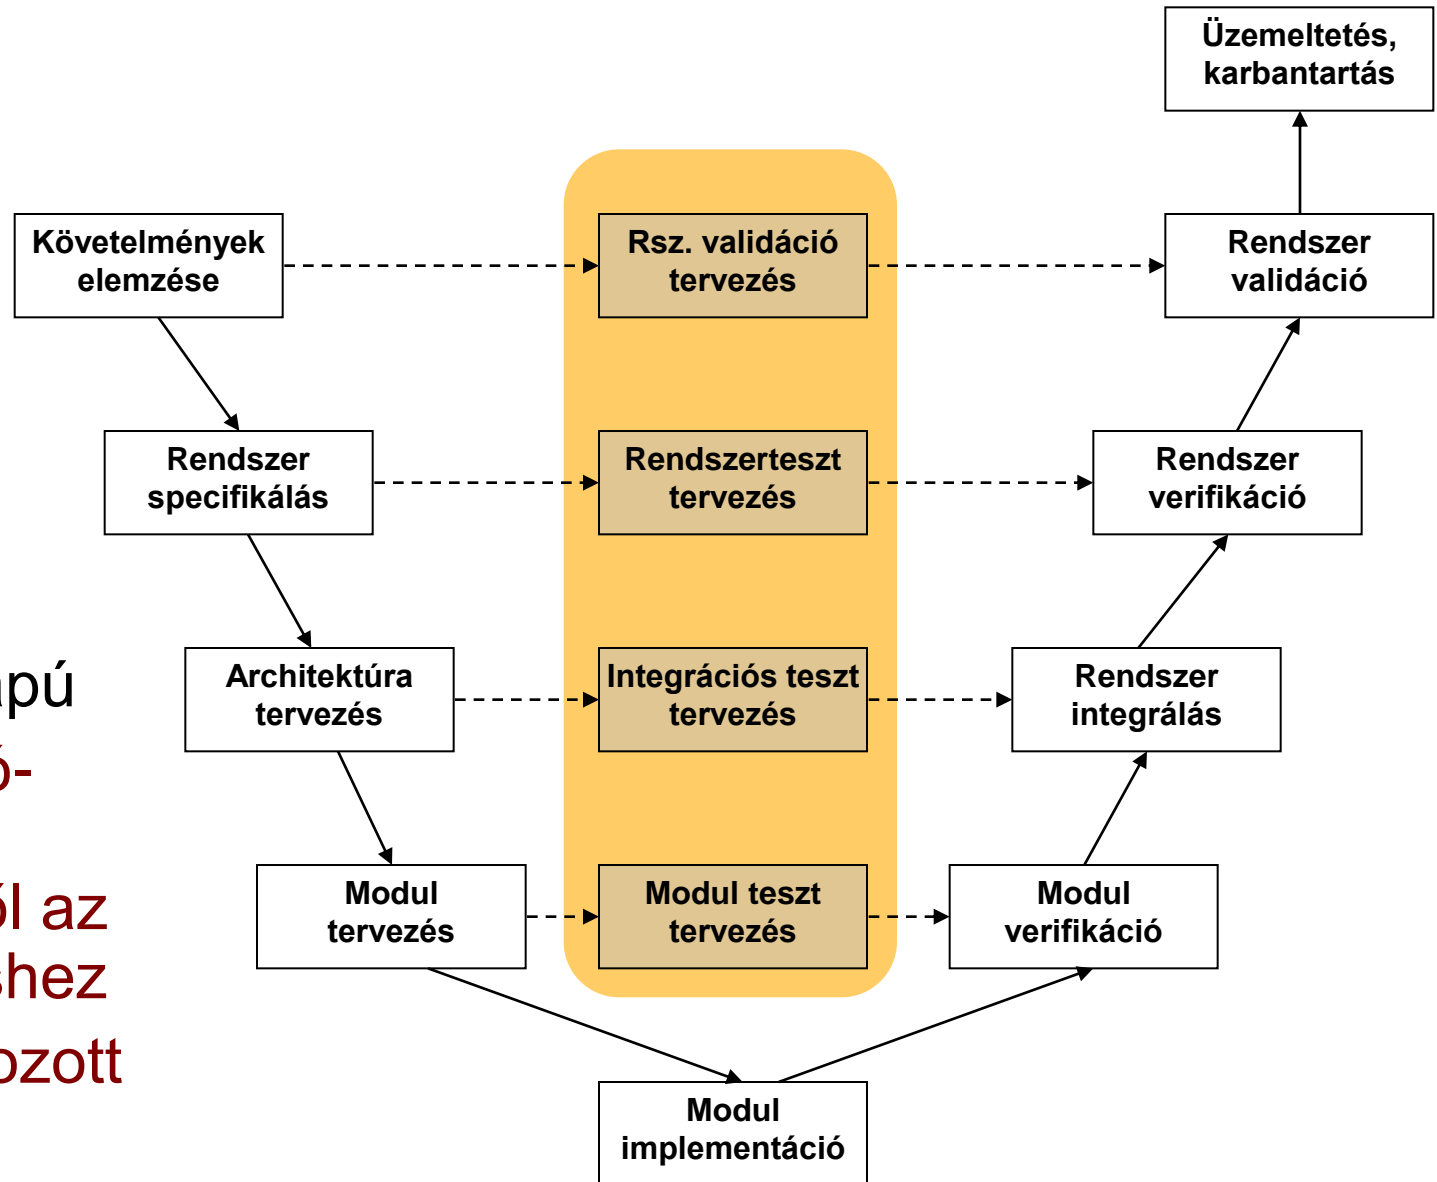 Üzemeltetés,
karbantartás
Követelmények
elemzése
Rsz. validáció
tervezés
Rendszer
validáció
Rendszer
specifikálás
Rendszerteszt
tervezés
Rendszer
verifikáció
Architektúra
tervezés
Integrációs teszt
tervezés
Rendszer
integrálás
Modul
tervezés
Modul teszt
tervezés
Modul
verifikáció
Modul
implementáció
az